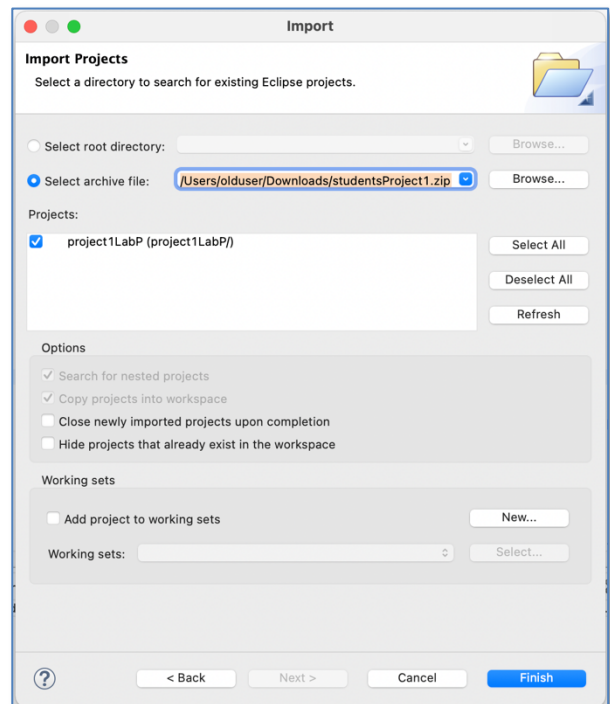 Import
Import Projects
Select a directory to search for existing Eclipse projects.
Select root directory:
Browse...
Select archive file:
/Users/olduser/Downloads/studentsProject1.zip
Browse...
Projects:
project1LabP (project1LabP/)
Select All
Deselect All
Refresh
Options
Search for nested projects
Copy projects into workspace
Close newly imported projects upon completion
Hide projects that already exist in the workspace
Working sets
Add project to working sets
New...
Working sets:
Select...
?
< Back
Next >
Cancel
Finish